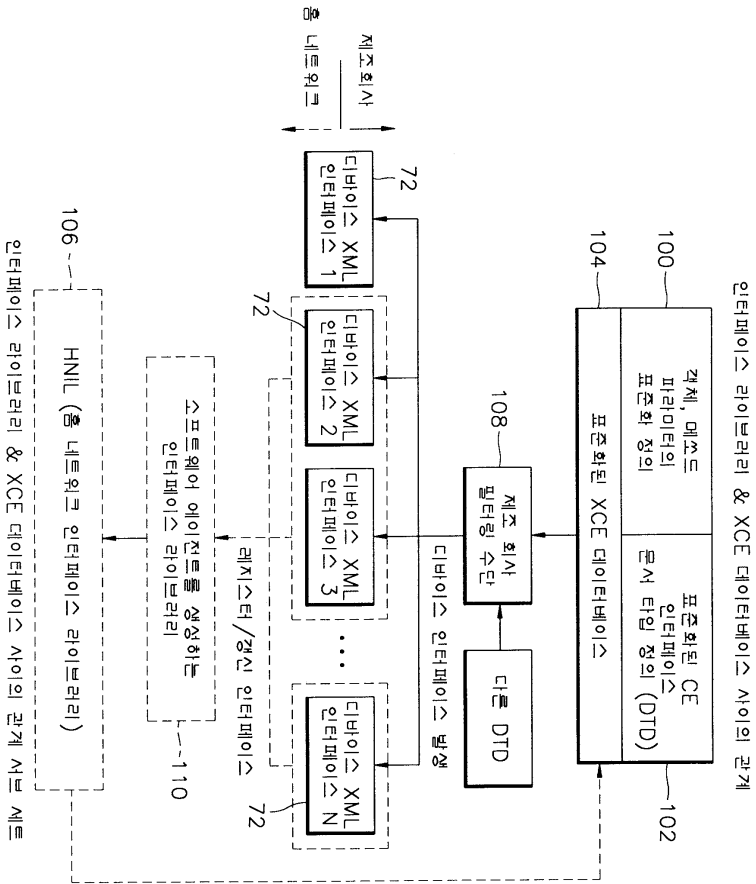 인터페이스 라이브러리 & XCE 데이터베이스 사이의 관계
100
102
객체, 메쏘드
파라미터의
표준화 정의
표준화된 CE
인터페이스
문서 타입 정의 (DTD)
104
표준화된 XCE 데이터베이스
108
제조 회사
필터링 수단
다른 DTD
디바이스 인터페이스 발생
제조회사
홈 네트워크
72
디바이스 XML
인터페이스 1
72
디바이스 XML
인터페이스 2
디바이스 XML
인터페이스 3
...
72
디바이스 XML
인터페이스 N
레지스터/갱신 인터페이스
소프트웨어 에이전트를 생성하는
인터페이스 라이브러리
110
106
HNIL (홈 네트워크 인터페이스 라이브러리)
인터페이스 라이브러리 & XCE 데이터베이스 사이의 관계 서브 세트